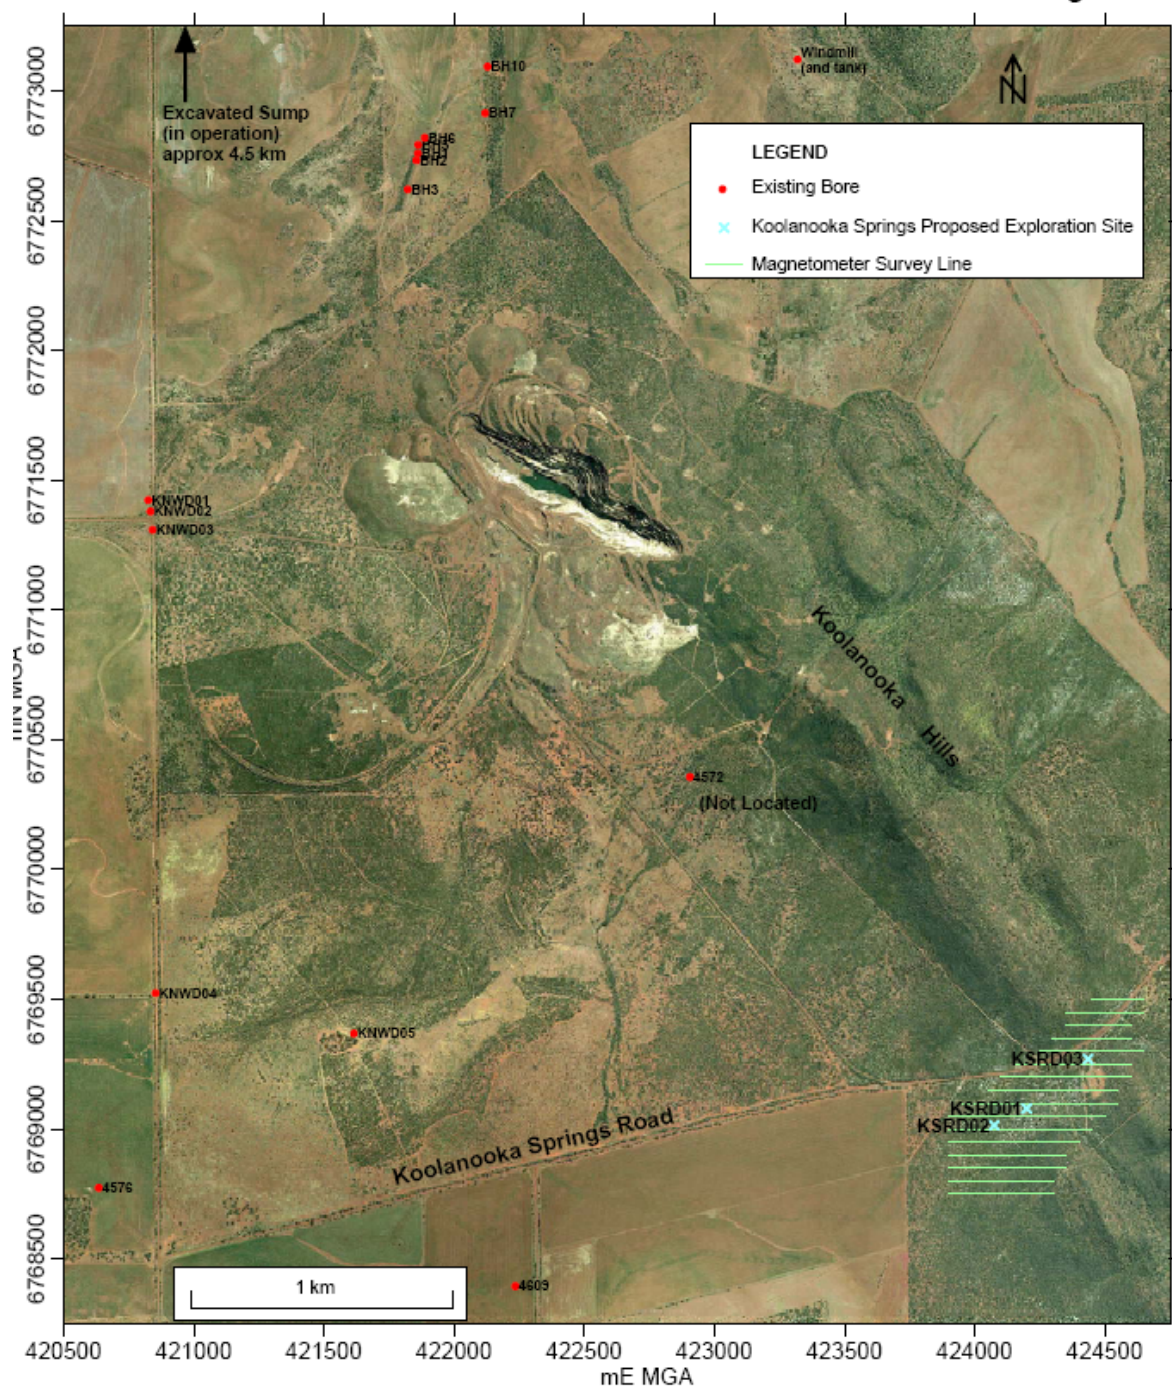 Windmill
(and tank)
BH10
BH7
BH6
BH2
BH3
N
Excavated Sump
(in operation)
approx 4.5 km
LEGEND
Existing Bore
Koolanooka Springs Proposed Exploration Site
Magnetometer Survey Line
KNWD01
KNWD02
KNWD03
Koolanooka Hills
4572
(Not Located)
KNWD04
KNWD05
KSRD03
KSRD01
KSRD02
Koolanooka Springs Road
4576
4609
1 km
6773000
6772500
6772000
6771500
6771000
6770500
6770000
6769500
6769000
6768500
mN MGA
420500 421000 421500 422000 422500 423000 423500 424000 424500
mE MGA